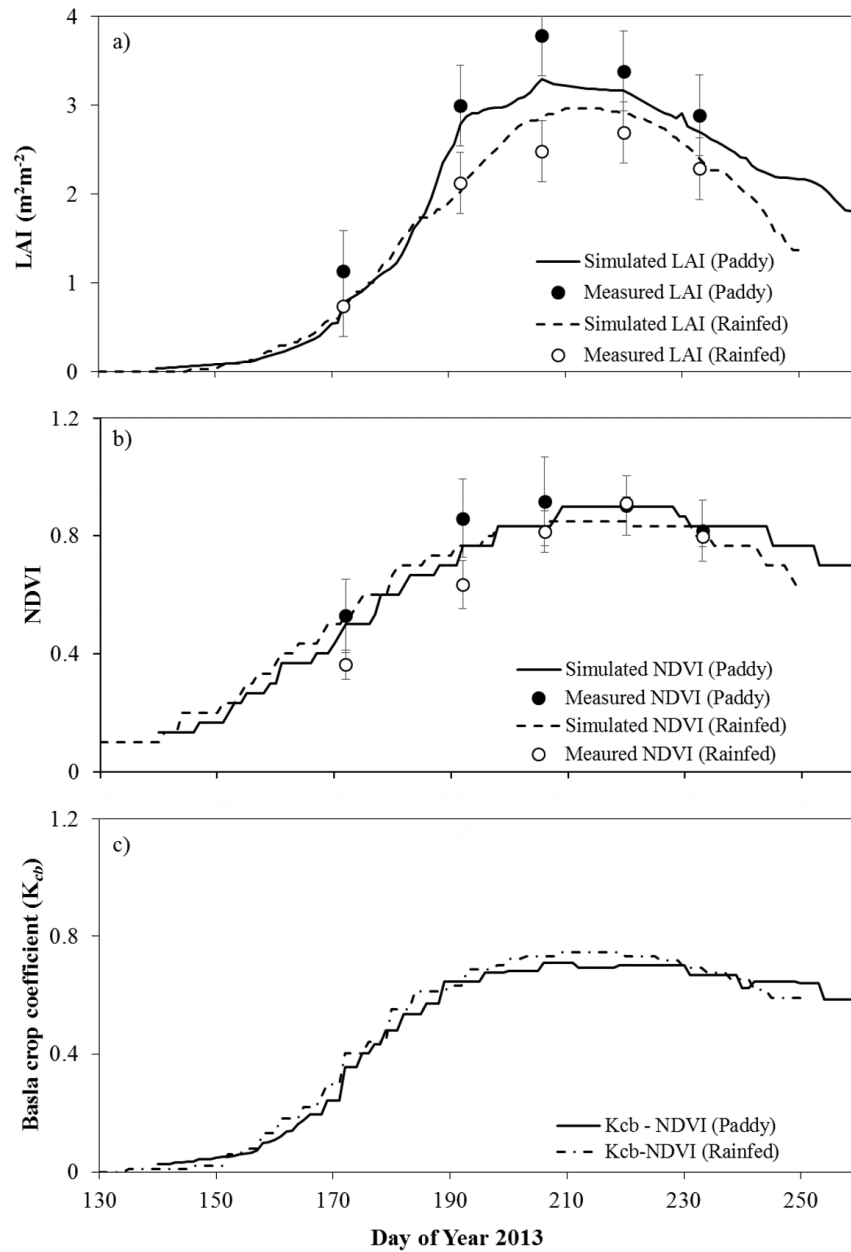 4
a)
3
2
1
0
LAI (m²m⁻²)
Simulated LAI (Paddy)
Measured LAI (Paddy)
Simulated LAI (Rainfed)
Measured LAI (Rainfed)
1.2
b)
0.8
0.4
0
NDVI
Simulated NDVI (Paddy)
Measured NDVI (Paddy)
Simulated NDVI (Rainfed)
Meaured NDVI (Rainfed)
1.2
c)
0.8
0.4
0
Basla crop coefficient (Kcb)
Kcb - NDVI (Paddy)
Kcb-NDVI (Rainfed)
130 150 170 190 210 230 250
Day of Year 2013